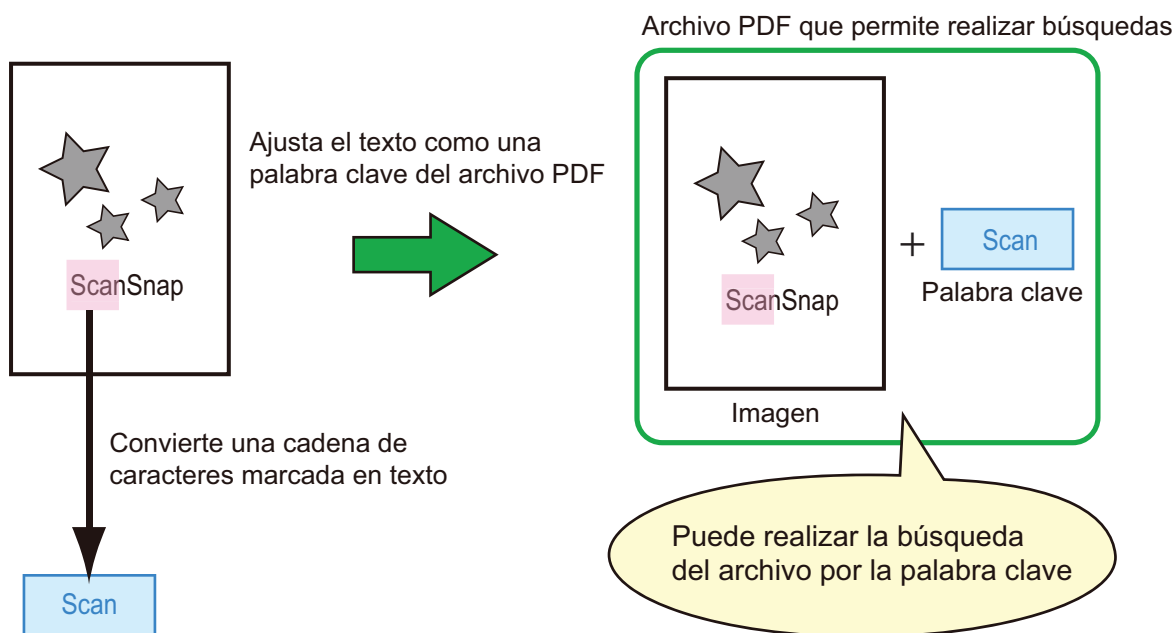 Archivo PDF que permite realizar búsquedas
Ajusta el texto como una
palabra clave del archivo PDF
ScanSnap
ScanSnap
+
Scan
Palabra clave
Imagen
Convierte una cadena de
caracteres marcada en texto
Puede realizar la búsqueda
del archivo por la palabra clave
Scan